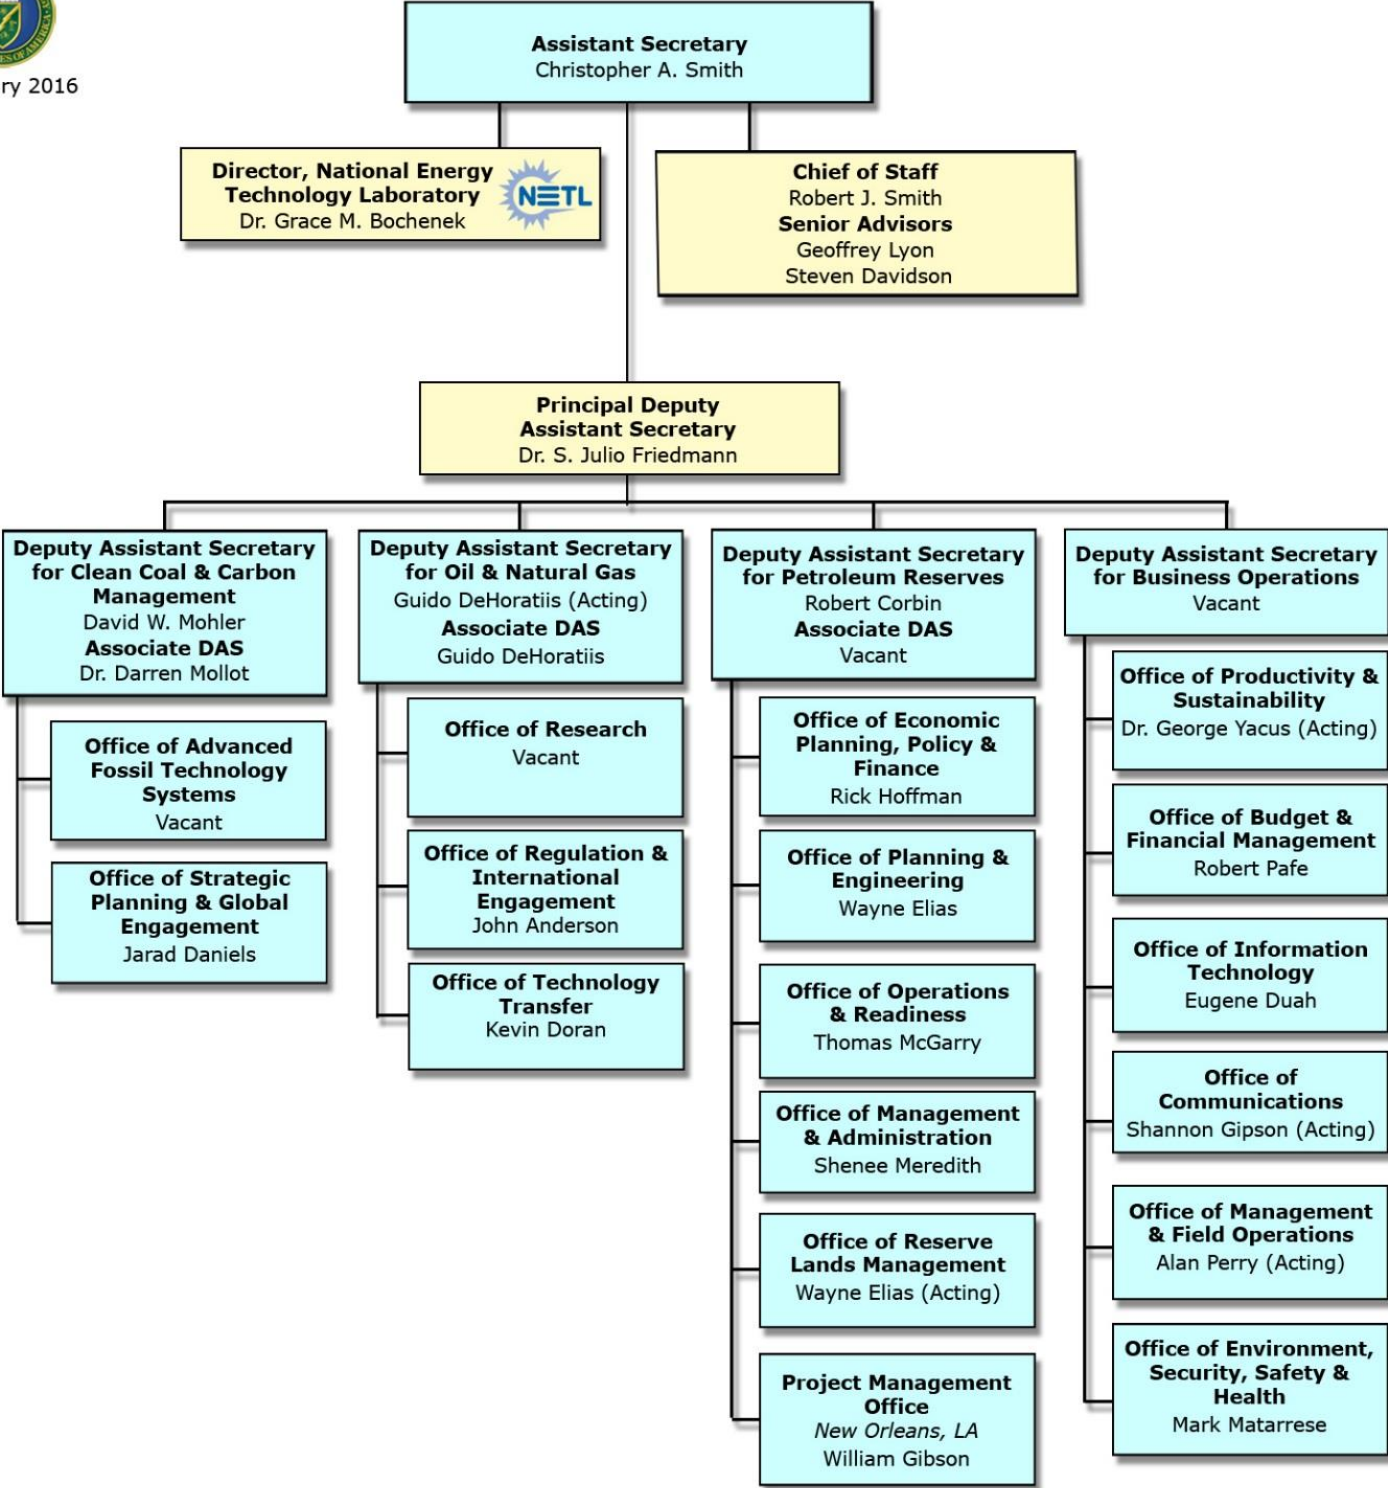 ES OF AMERICA
ry 2016
Assistant Secretary
Christopher A. Smith
Director, National Energy
Technology Laboratory
Dr. Grace M. Bochenek
NETL
Chief of Staff
Robert J. Smith
Senior Advisors
Geoffrey Lyon
Steven Davidson
Principal Deputy
Assistant Secretary
Dr. S. Julio Friedmann
Deputy Assistant Secretary
for Clean Coal & Carbon
Management
David W. Mohler
Associate DAS
Dr. Darren Mollot
Office of Advanced
Fossil Technology
Systems
Vacant
Office of Strategic
Planning & Global
Engagement
Jarad Daniels
Deputy Assistant Secretary
for Oil & Natural Gas
Guido DeHoratiis (Acting)
Associate DAS
Guido DeHoratiis
Office of Research
Vacant
Office of Regulation &
International
Engagement
John Anderson
Office of Technology
Transfer
Kevin Doran
Deputy Assistant Secretary
for Petroleum Reserves
Robert Corbin
Associate DAS
Vacant
Office of Economic
Planning, Policy &
Finance
Rick Hoffman
Office of Planning &
Engineering
Wayne Elias
Office of Operations
& Readiness
Thomas McGarry
Office of Management
& Administration
Shenee Meredith
Office of Reserve
Lands Management
Wayne Elias (Acting)
Project Management
Office
New Orleans, LA
William Gibson
Deputy Assistant Secretary
for Business Operations
Vacant
Office of Productivity &
Sustainability
Dr. George Yacus (Acting)
Office of Budget &
Financial Management
Robert Pafe
Office of Information
Technology
Eugene Duah
Office of
Communications
Shannon Gipson (Acting)
Office of Management
& Field Operations
Alan Perry (Acting)
Office of Environment,
Security, Safety &
Health
Mark Matarrese